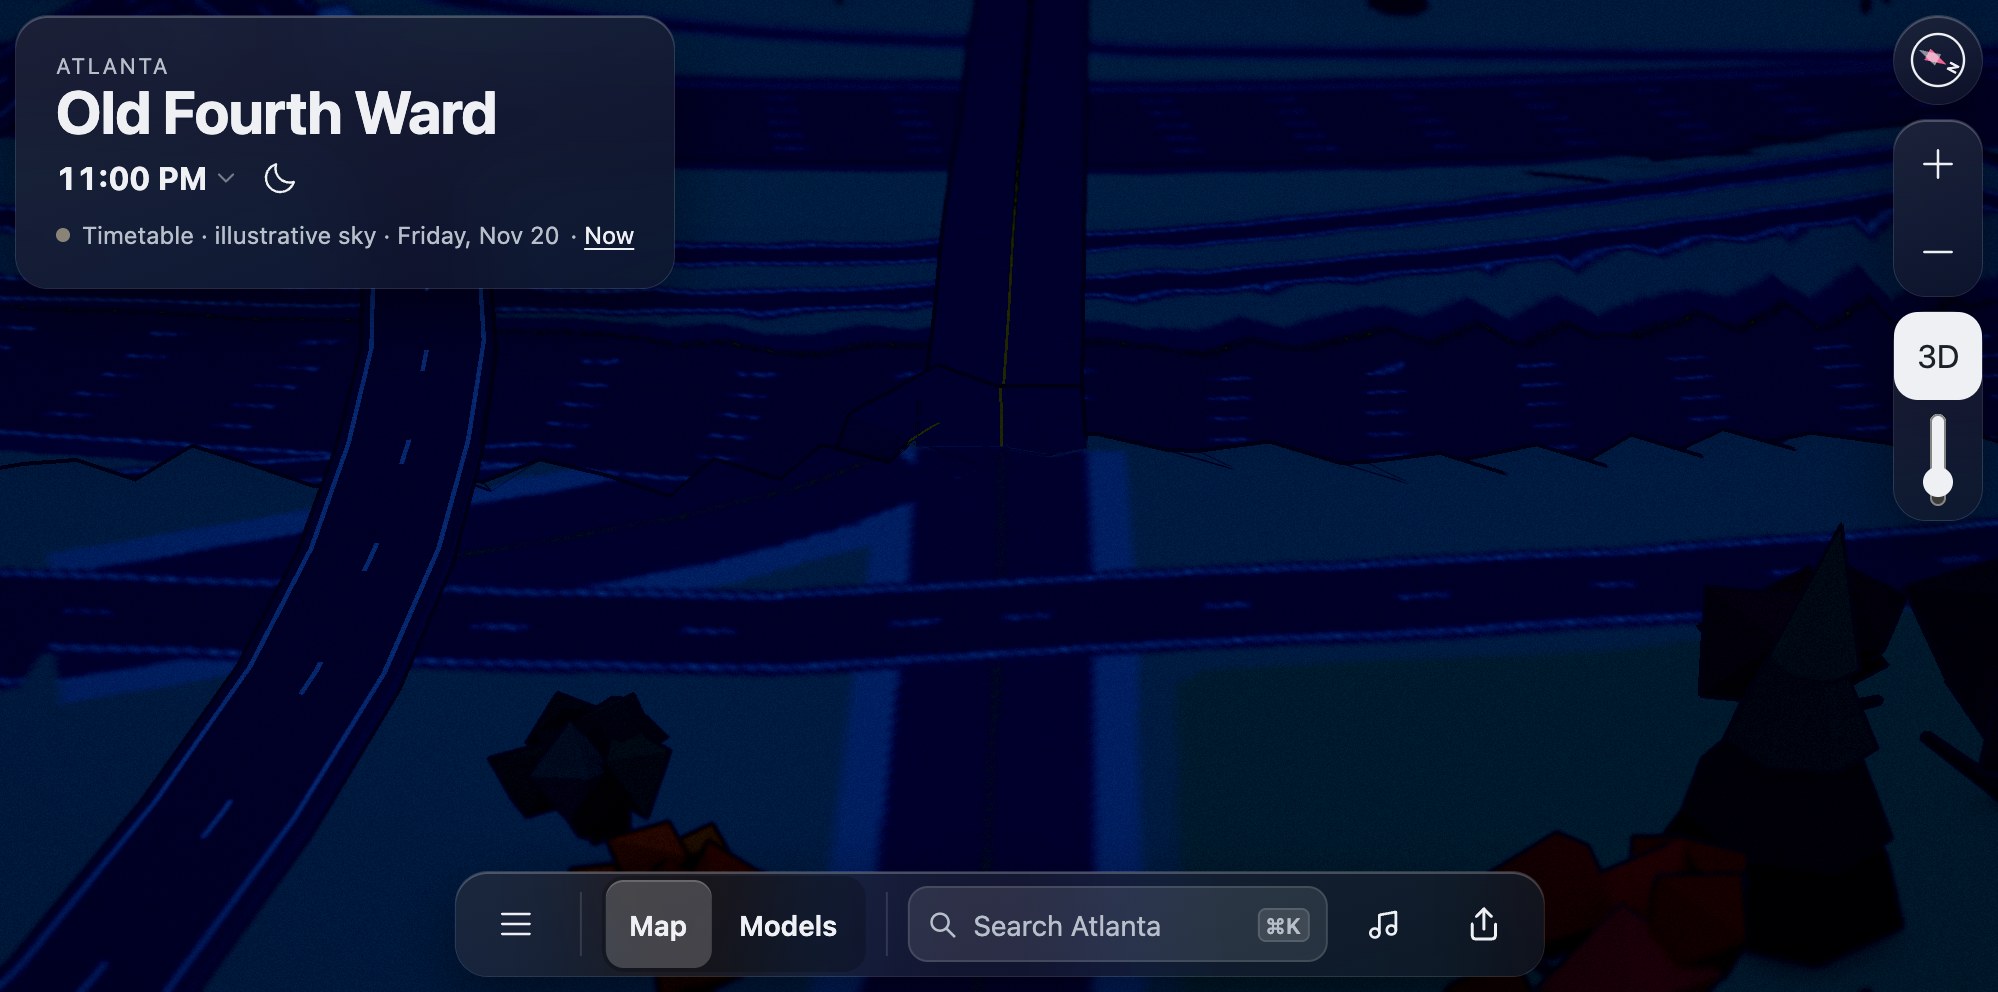 ATLANTA
Old Fourth Ward
11:00 PM
Timetable · illustrative sky · Friday, Nov 20 · Now
N
3D
Map
Models
Search Atlanta
⌘K